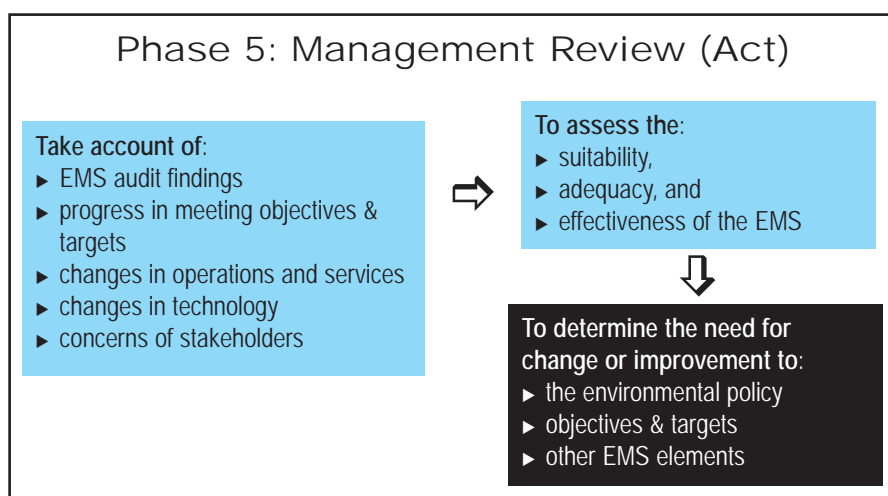 Phase 5: Management Review (Act)
Take account of:
▶ EMS audit findings
▶ progress in meeting objectives &
targets
▶ changes in operations and services
▶ changes in technology
▶ concerns of stakeholders
To assess the:
▶ suitability,
▶ adequacy, and
▶ effectiveness of the EMS
To determine the need for
change or improvement to:
▶ the environmental policy
▶ objectives & targets
▶ other EMS elements